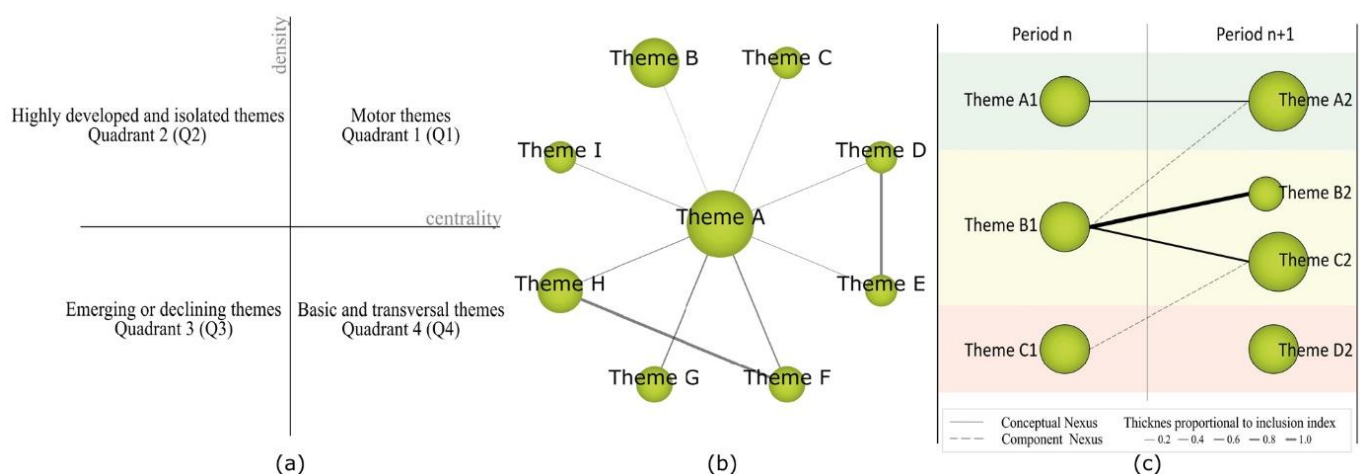 density
Highly developed and isolated themes
Quadrant 2 (Q2)
Motor themes
Quadrant 1 (Q1)
centrality
Emerging or declining themes
Quadrant 3 (Q3)
Basic and transversal themes
Quadrant 4 (Q4)
(a)
Theme B
Theme C
Theme I
Theme D
Theme A
Theme H
Theme E
Theme G
Theme F
(b)
Period n
Period n+1
Theme A1
Theme A2
Theme B2
Theme B1
Theme C2
Theme C1
Theme D2
Conceptual Nexus
Component Nexus
Thicknes proportional to inclusion index
0.2
0.4
0.6
0.8
1.0
(c)